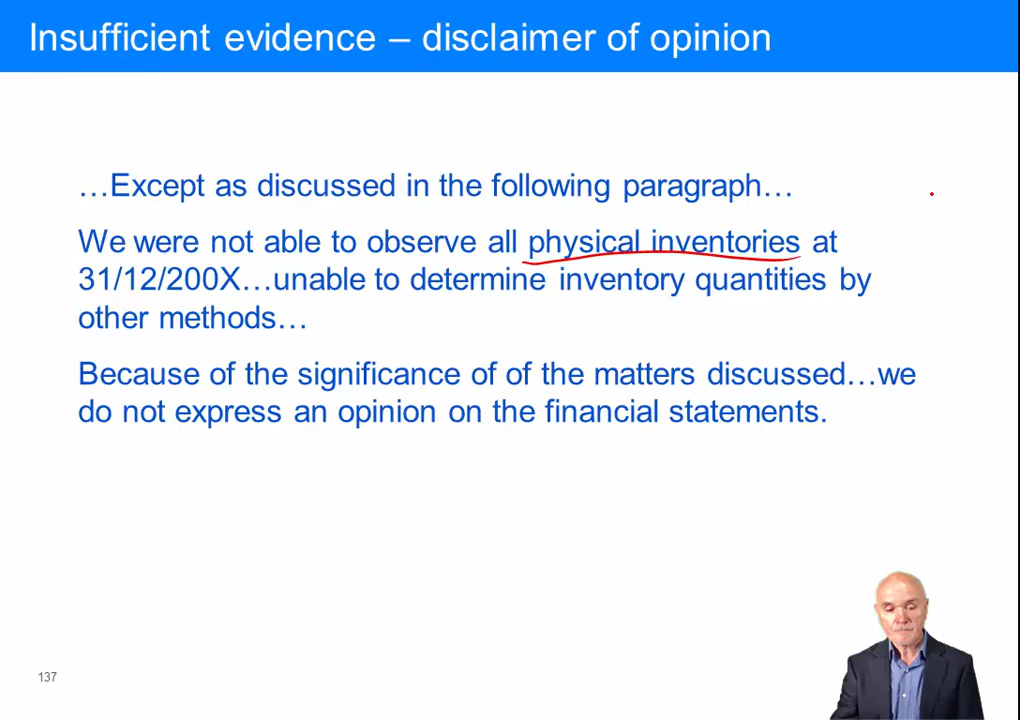 Insufficient evidence – disclaimer of opinion
…Except as discussed in the following paragraph…
We were not able to observe all physical inventories at
31/12/200X…unable to determine inventory quantities by
other methods…
Because of the significance of of the matters discussed…we
do not express an opinion on the financial statements.
137